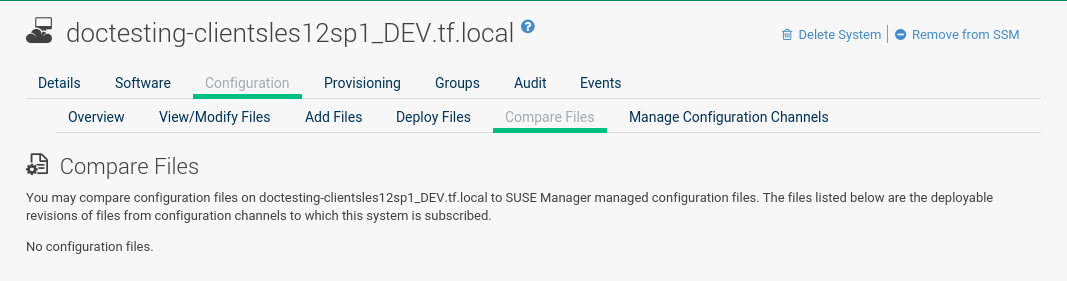 doctesting-clientsles12sp1_DEV.tf.local ?
Delete System | Remove from SSM
Details Software Configuration Provisioning Groups Audit Events
Overview View/Modify Files Add Files Deploy Files Compare Files Manage Configuration Channels
Compare Files
You may compare configuration files on doctesting-clientsles12sp1_DEV.tf.local to SUSE Manager managed configuration files. The files listed below are the deployable
revisions of files from configuration channels to which this system is subscribed.
No configuration files.